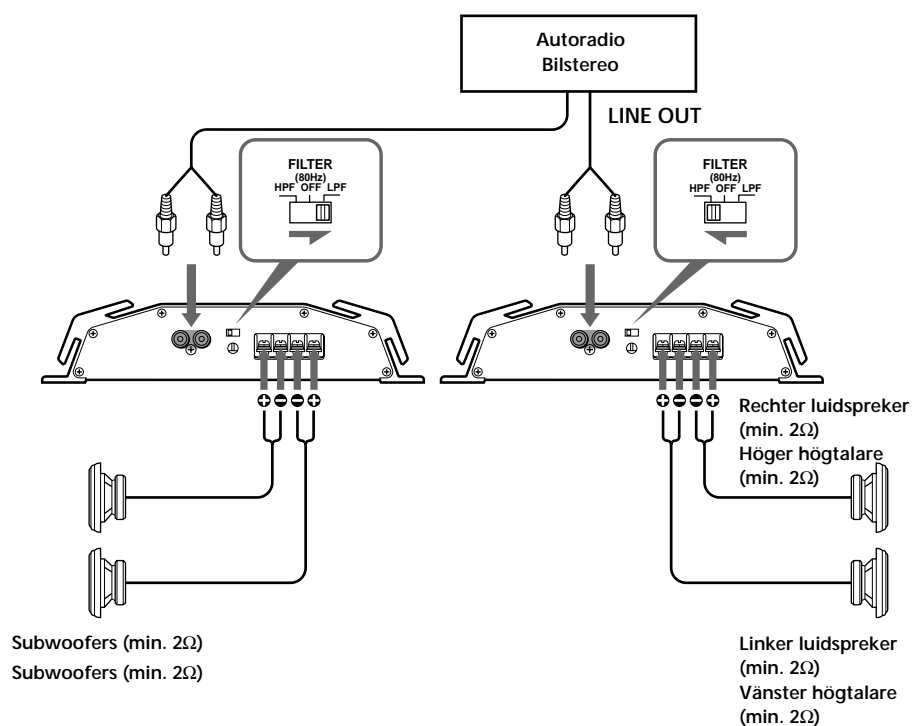 Autoradio
Bilstereo
LINE OUT
FILTER
(80Hz)
HPF OFF LPF
FILTER
(80Hz)
HPF OFF LPF
Rechter luidspreker
(min. 2Ω)
Höger högtalare
(min. 2Ω)
Subwoofers (min. 2Ω)
Subwoofers (min. 2Ω)
Linker luidspreker
(min. 2Ω)
Vänster högtalare
(min. 2Ω)